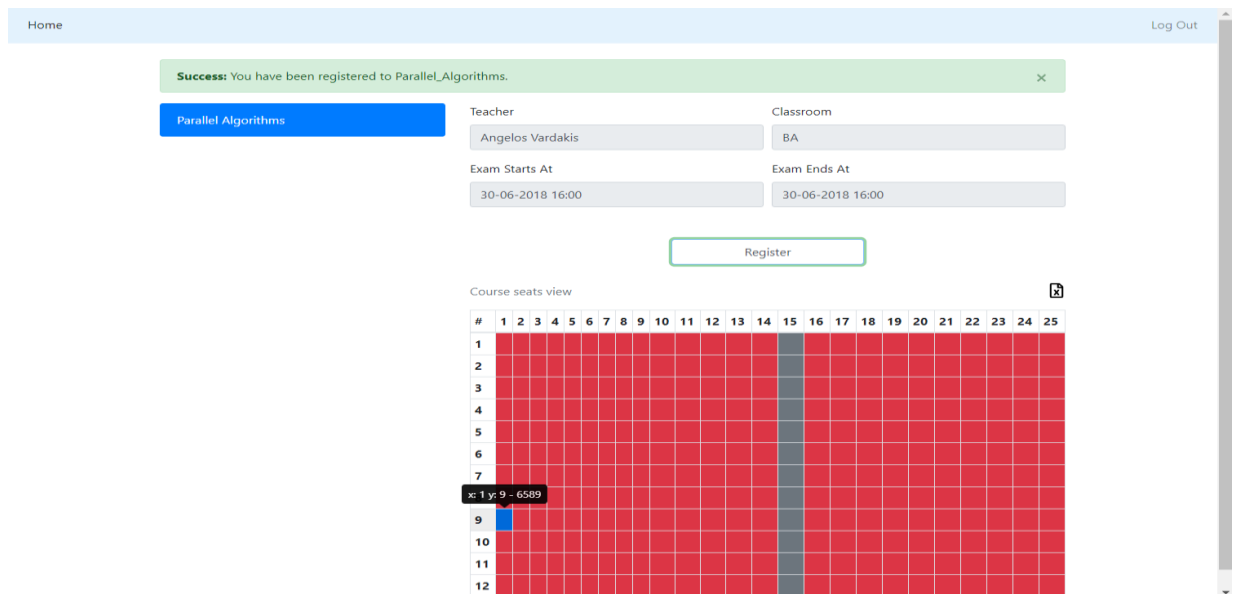 Home Log Out
Success: You have been registered to Parallel_Algorithms. ×
Parallel Algorithms
Teacher Classroom
Angelos Vardakis BA
Exam Starts At Exam Ends At
30-06-2018 16:00 30-06-2018 16:00
Register
Course seats view
# 1 2 3 4 5 6 7 8 9 10 11 12 13 14 15 16 17 18 19 20 21 22 23 24 25
1
2
3
4
5
6
7
x: 1 y: 9 - 6589
9
10
11
12